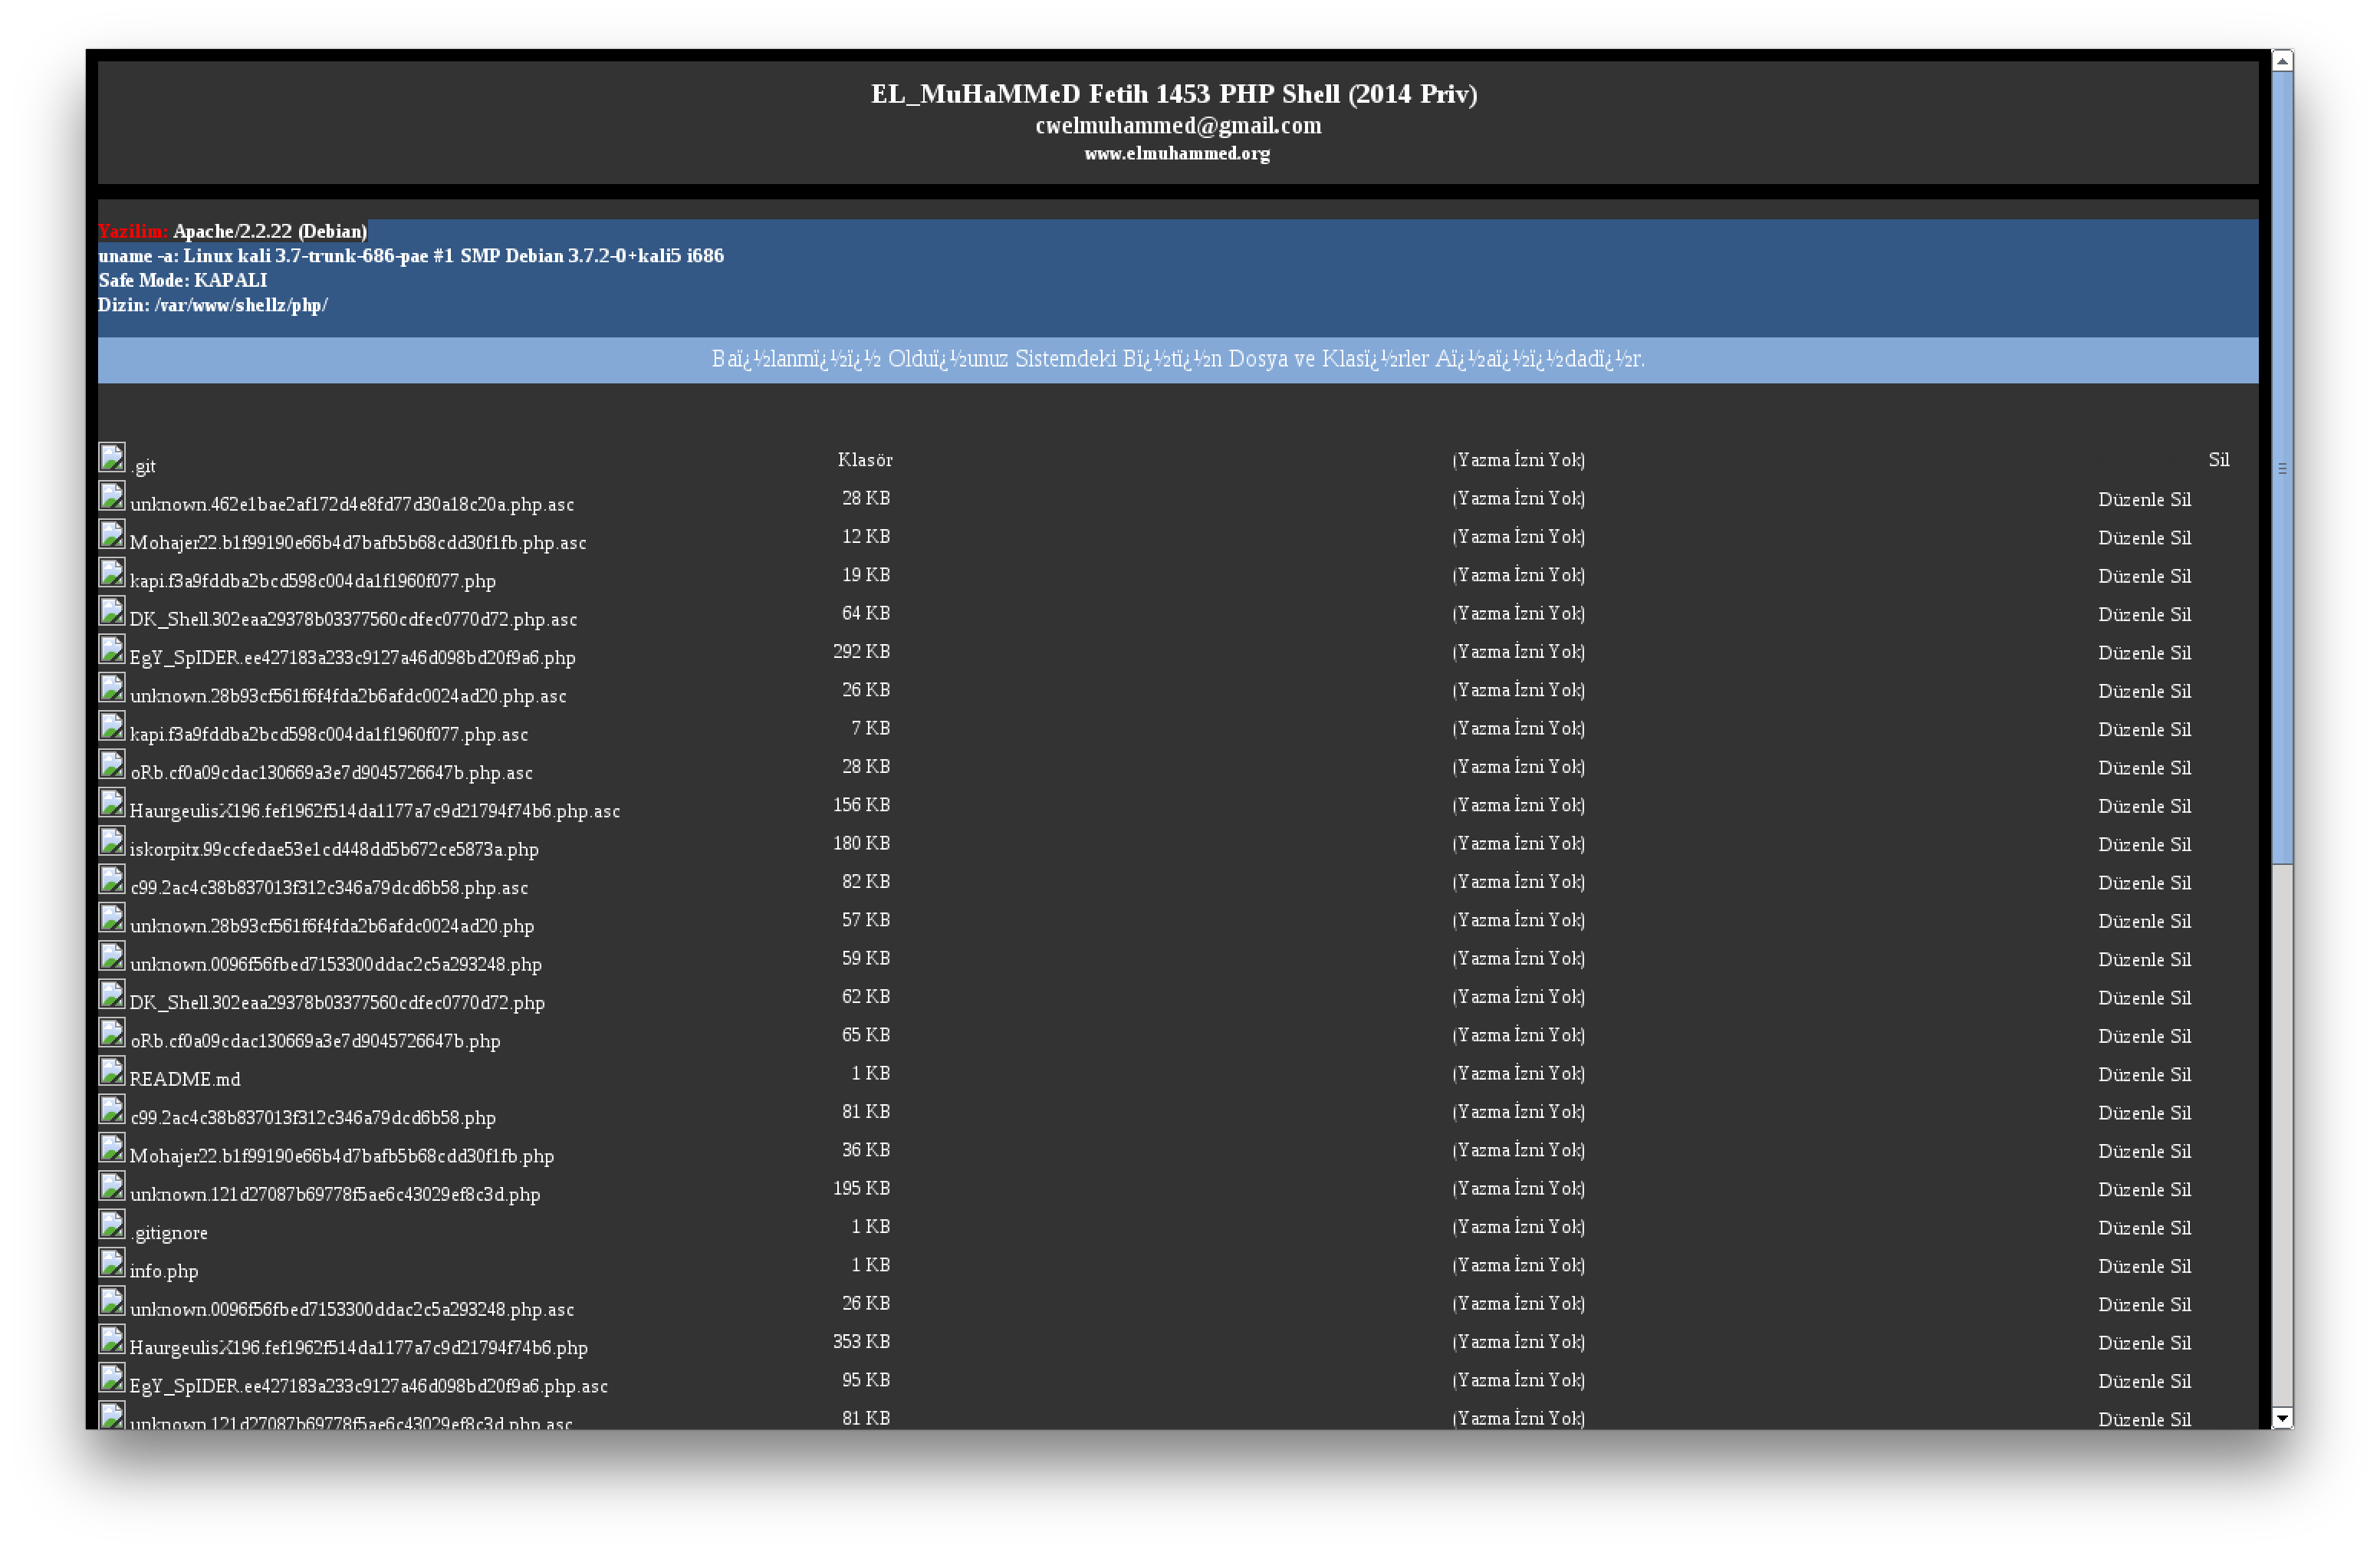 EL_MuHaMMeD Fetih 1453 PHP Shell (2014 Priv)
cwelmuhammed@gmail.com
www.elmuhammed.org
Yazilim: Apache/2.2.22 (Debian)
uname -a: Linux kali 3.7-trunk-686-pae #1 SMP Debian 3.7.2-0+kali5 i686
Safe Mode: KAPALI
Dizin: /var/www/shellz/php/
Baï¿½lanmï¿½ï¿½ Olduï¿½unuz Sistemdeki Bï¿½tï¿½n Dosya ve Klasï¿½rler Aï¿½aï¿½ï¿½dadï¿½r.
.git Klasör (Yazma İzni Yok) Sil
unknown.462e1bae2af172d4e8fd77d30a18c20a.php.asc 28 KB (Yazma İzni Yok) Düzenle Sil
Mohajer22.b1f99190e66b4d7bafb5b68cdd30f1fb.php.asc 12 KB (Yazma İzni Yok) Düzenle Sil
kapi.f3a9fddba2bcd598c004da1f1960f077.php 19 KB (Yazma İzni Yok) Düzenle Sil
DK_Shell.302eaa29378b03377560cdfec0770d72.php.asc 64 KB (Yazma İzni Yok) Düzenle Sil
EgY_SpIDER.ee427183a233c9127a46d098bd20f9a6.php 292 KB (Yazma İzni Yok) Düzenle Sil
unknown.28b93cf561f6f4fda2b6afdc0024ad20.php.asc 26 KB (Yazma İzni Yok) Düzenle Sil
kapi.f3a9fddba2bcd598c004da1f1960f077.php.asc 7 KB (Yazma İzni Yok) Düzenle Sil
oRb.cf0a09cdac130669a3e7d9045726647b.php.asc 28 KB (Yazma İzni Yok) Düzenle Sil
HaurgeulisX196.fef1962f514da1177a7c9d21794f74b6.php.asc 156 KB (Yazma İzni Yok) Düzenle Sil
iskorpitx.99ccfedae53e1cd448dd5b672ce5873a.php 180 KB (Yazma İzni Yok) Düzenle Sil
c99.2ac4c38b837013f312c346a79dcd6b58.php.asc 82 KB (Yazma İzni Yok) Düzenle Sil
unknown.28b93cf561f6f4fda2b6afdc0024ad20.php 57 KB (Yazma İzni Yok) Düzenle Sil
unknown.0096f56fbed7153300ddac2c5a293248.php 59 KB (Yazma İzni Yok) Düzenle Sil
DK_Shell.302eaa29378b03377560cdfec0770d72.php 62 KB (Yazma İzni Yok) Düzenle Sil
oRb.cf0a09cdac130669a3e7d9045726647b.php 65 KB (Yazma İzni Yok) Düzenle Sil
README.md 1 KB (Yazma İzni Yok) Düzenle Sil
c99.2ac4c38b837013f312c346a79dcd6b58.php 81 KB (Yazma İzni Yok) Düzenle Sil
Mohajer22.b1f99190e66b4d7bafb5b68cdd30f1fb.php 36 KB (Yazma İzni Yok) Düzenle Sil
unknown.121d27087b69778f5ae6c43029ef8c3d.php 195 KB (Yazma İzni Yok) Düzenle Sil
.gitignore 1 KB (Yazma İzni Yok) Düzenle Sil
info.php 1 KB (Yazma İzni Yok) Düzenle Sil
unknown.0096f56fbed7153300ddac2c5a293248.php.asc 26 KB (Yazma İzni Yok) Düzenle Sil
HaurgeulisX196.fef1962f514da1177a7c9d21794f74b6.php 353 KB (Yazma İzni Yok) Düzenle Sil
EgY_SpIDER.ee427183a233c9127a46d098bd20f9a6.php.asc 95 KB (Yazma İzni Yok) Düzenle Sil
unknown.121d27087b69778f5ae6c43029ef8c3d.php.asc 81 KB (Yazma İzni Yok) Düzenle Sil